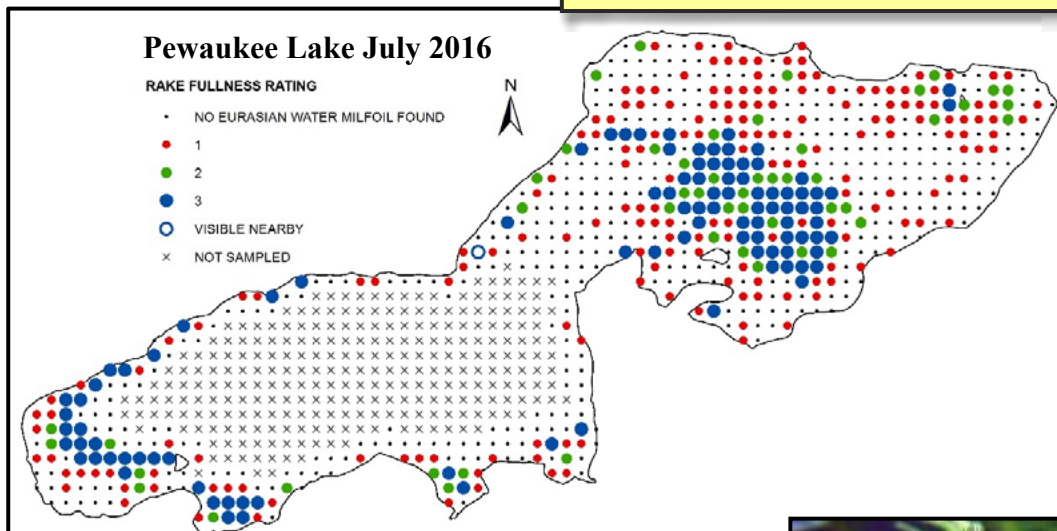 Pewaukee Lake July 2016
RAKE FULLNESS RATING
NO EURASIAN WATER MILFOIL FOUND
1
2
3
VISIBLE NEARBY
NOT SAMPLED
N